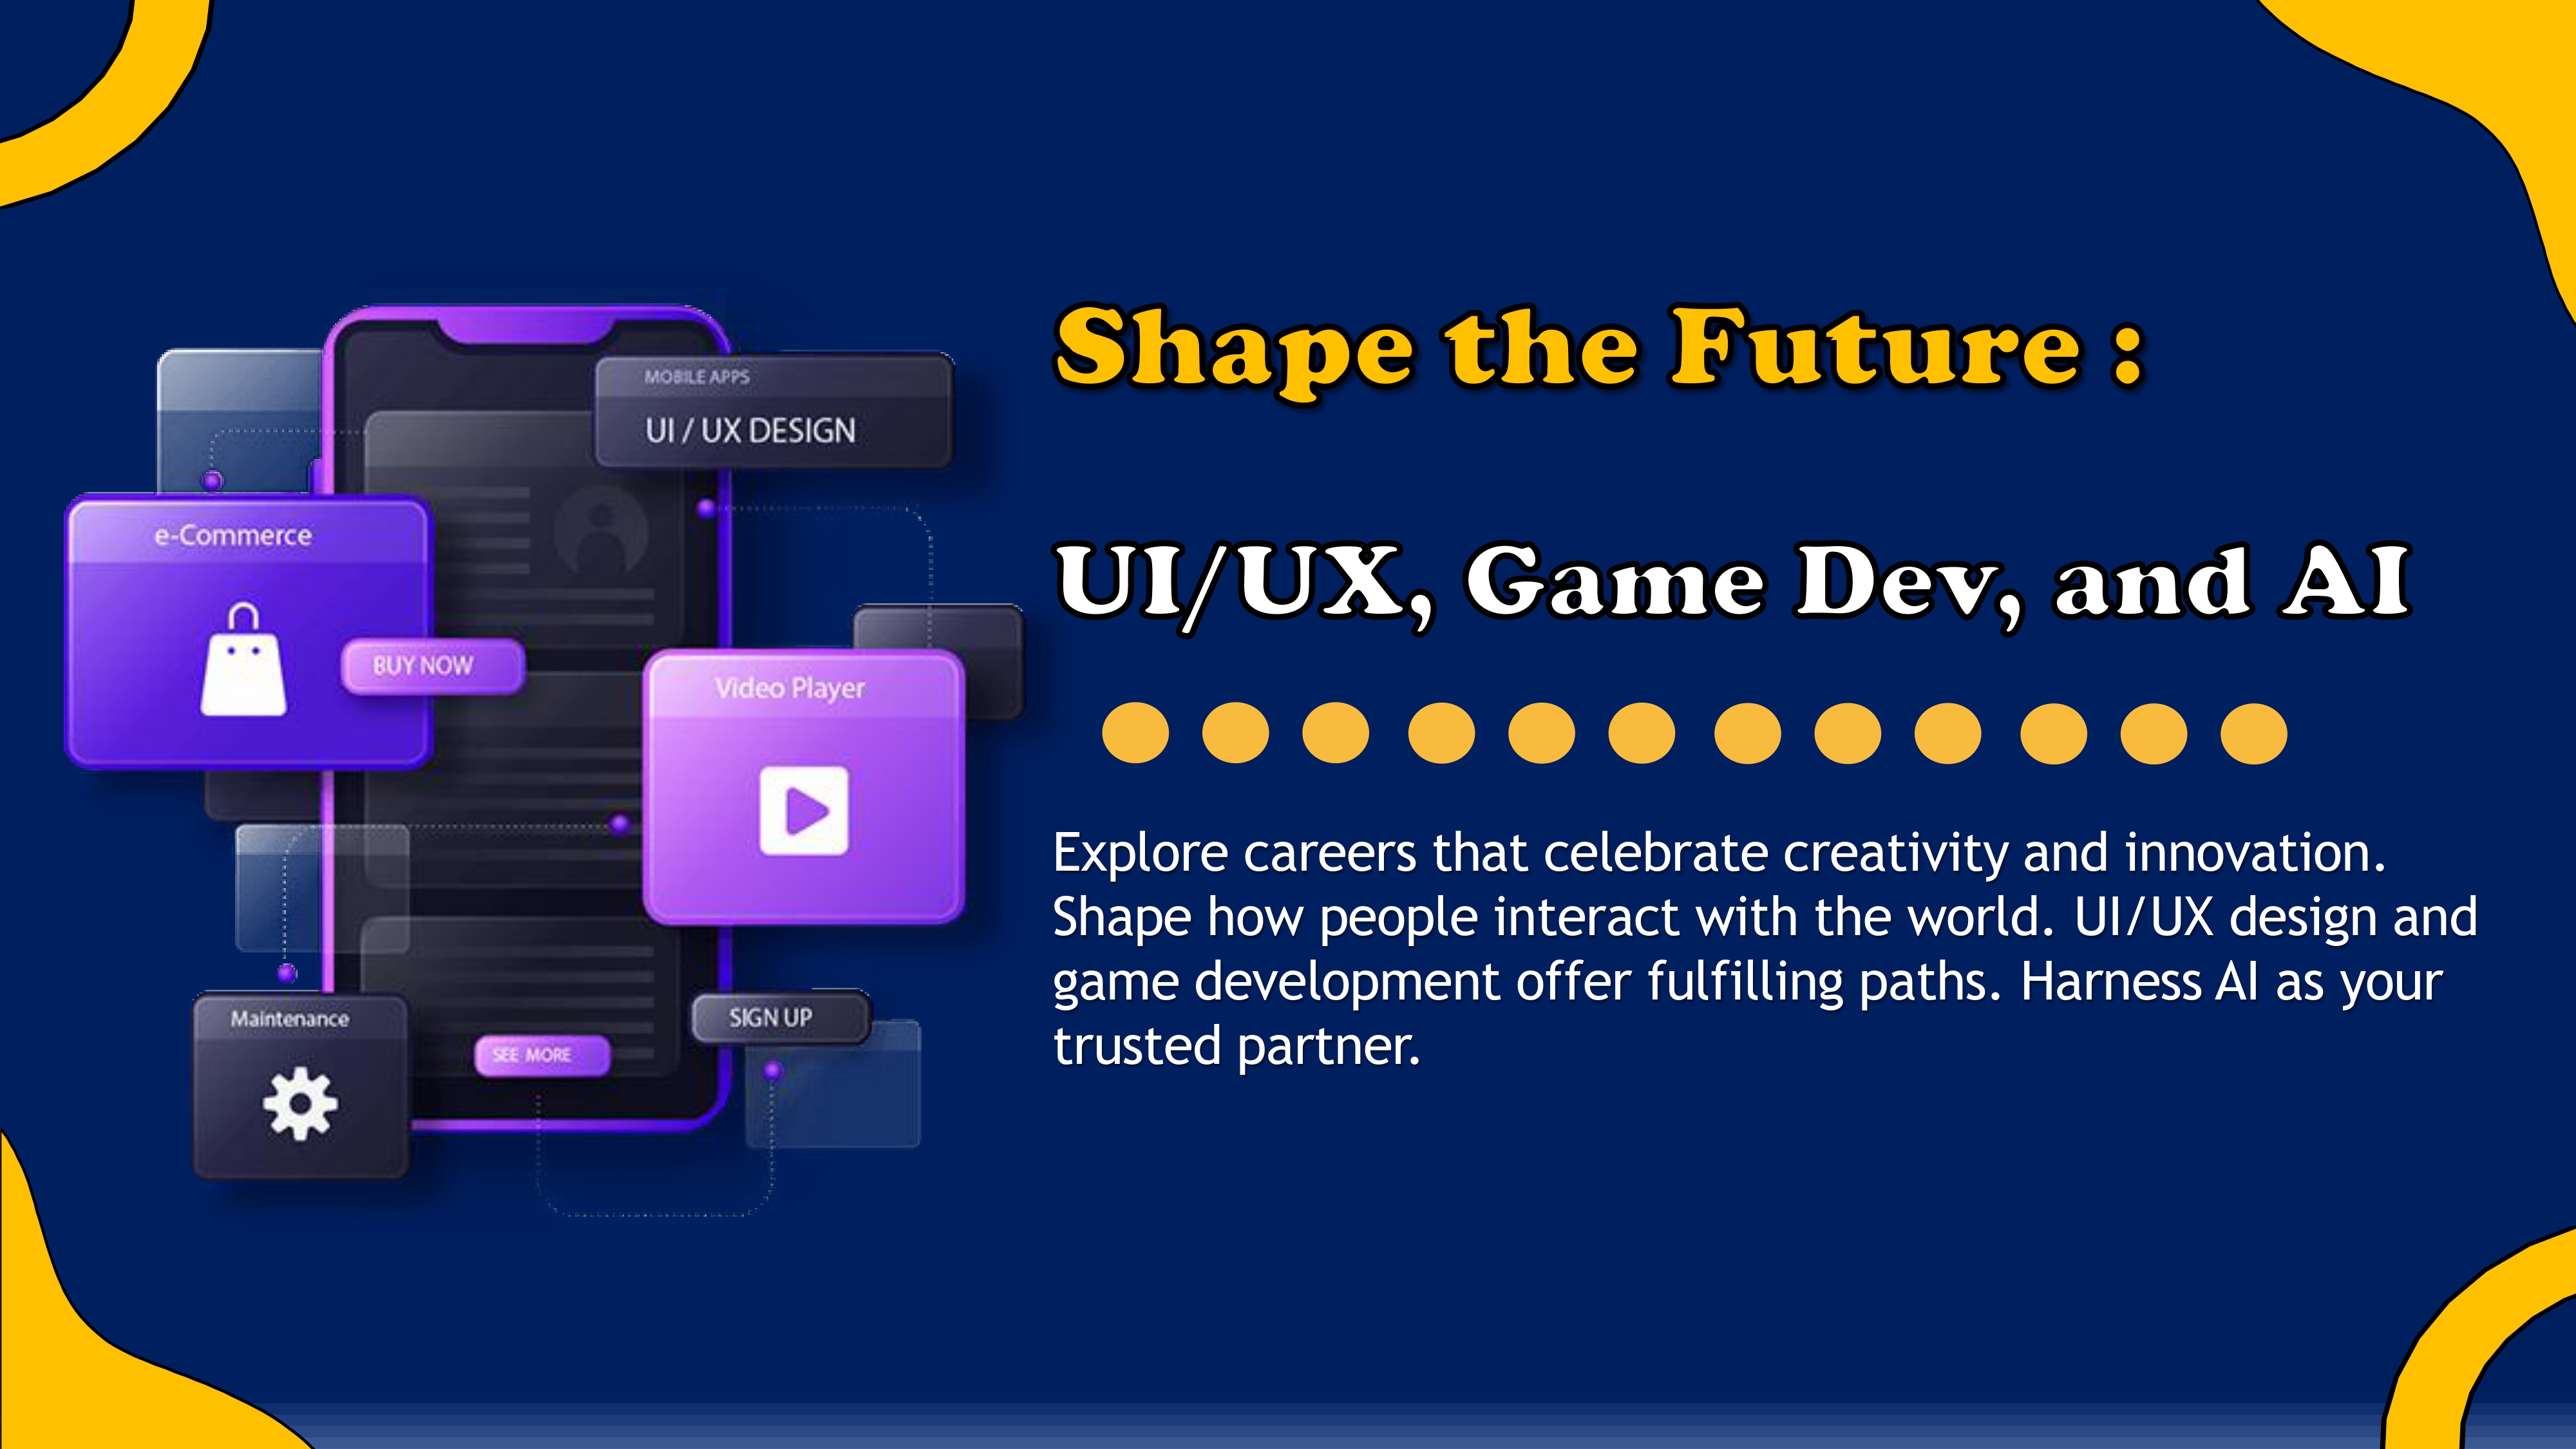 Shape the Future :
UI/UX, Game Dev, and AI
Explore careers that celebrate creativity and innovation.
Shape how people interact with the world. UI/UX design and
game development offer fulfilling paths. Harness AI as your
trusted partner.
MOBILE APPS
UI / UX DESIGN
e-Commerce
BUY NOW
Video Player
Maintenance
SIGN UP
SEE MORE